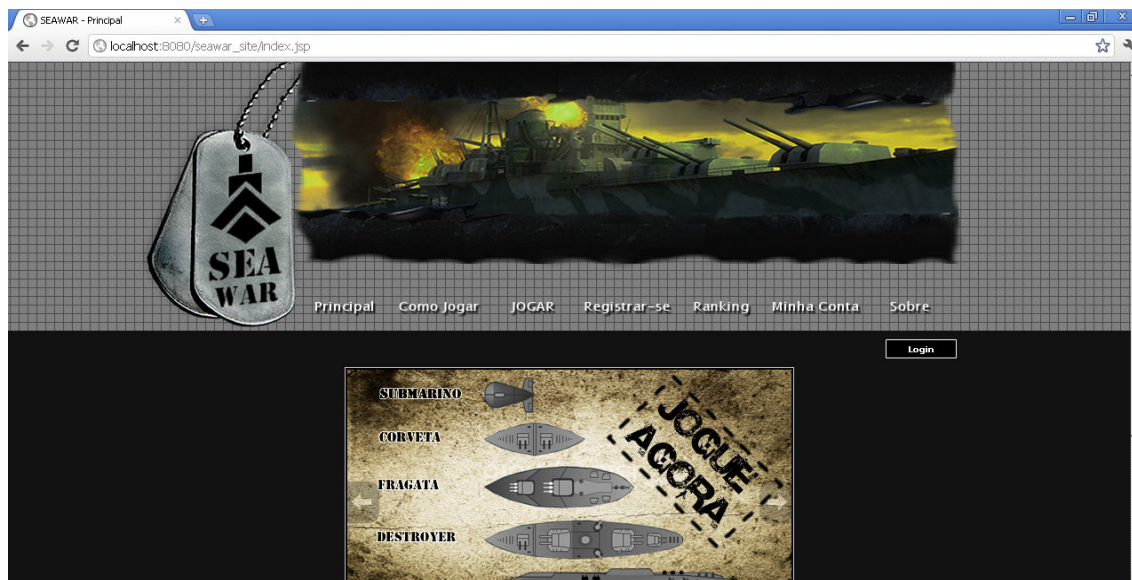 SEAWAR - Principal
localhost:8080/seawar_site/index.jsp
SEA
WAR
Principal Como Jogar JOGAR Registrar-se Ranking Minha Conta Sobre
Login
SUBMARINO
CORVETA
FRAGATA
DESTROYER
JOGUE
AGORA